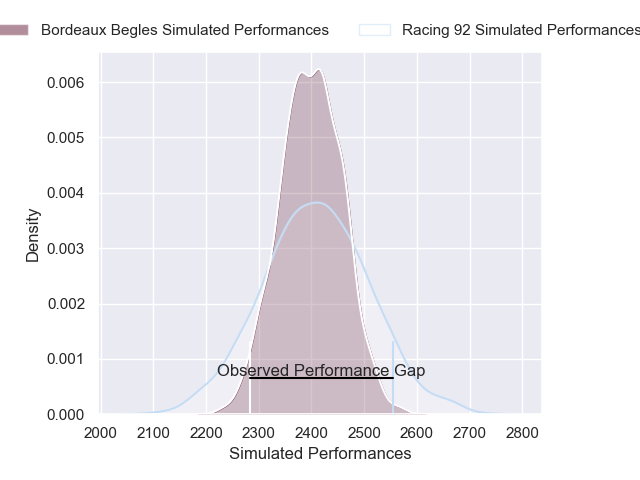 Bordeaux Begles Simulated Performances
Racing 92 Simulated Performances
0.006
0.005
0.004
0.003
0.002
0.001
0.000
Density
Observed Performance Gap
2000 2100 2200 2300 2400 2500 2600 2700 2800
Simulated Performances